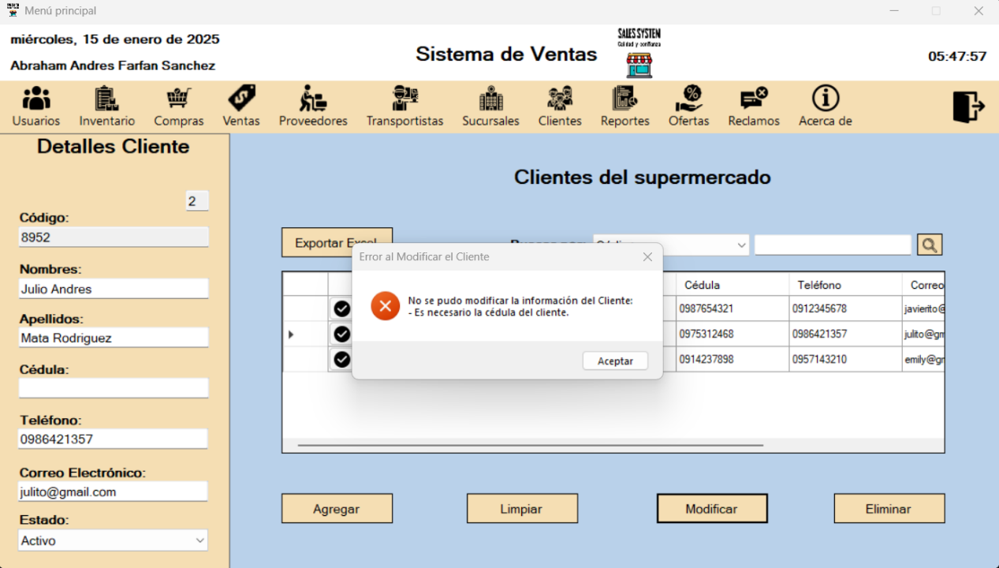 Menú principal
miércoles, 15 de enero de 2025
Abraham Andres Farfan Sanchez
Sistema de Ventas
SALES SYSTEM
Calidad y confianza
05:47:57
Usuarios
Inventario
Compras
Ventas
Proveedores
Transportistas
Sucursales
Clientes
Reportes
Ofertas
Reclamos
Acerca de
Detalles Cliente
2
Código:
8952
Nombres:
Julio Andres
Apellidos:
Mata Rodriguez
Cédula:
Teléfono:
0986421357
Correo Electrónico:
julito@gmail.com
Estado:
Activo
Clientes del supermercado
Exportar Excel
Error al Modificar el Cliente
No se pudo modificar la información del Cliente:
- Es necesario la cédula del cliente.
Aceptar
Cédula Teléfono Correo
0987654321 0912345678 javierito@
0975312468 0986421357 julito@gm
0914237898 0957143210 emily@gm
Agregar
Limpiar
Modificar
Eliminar